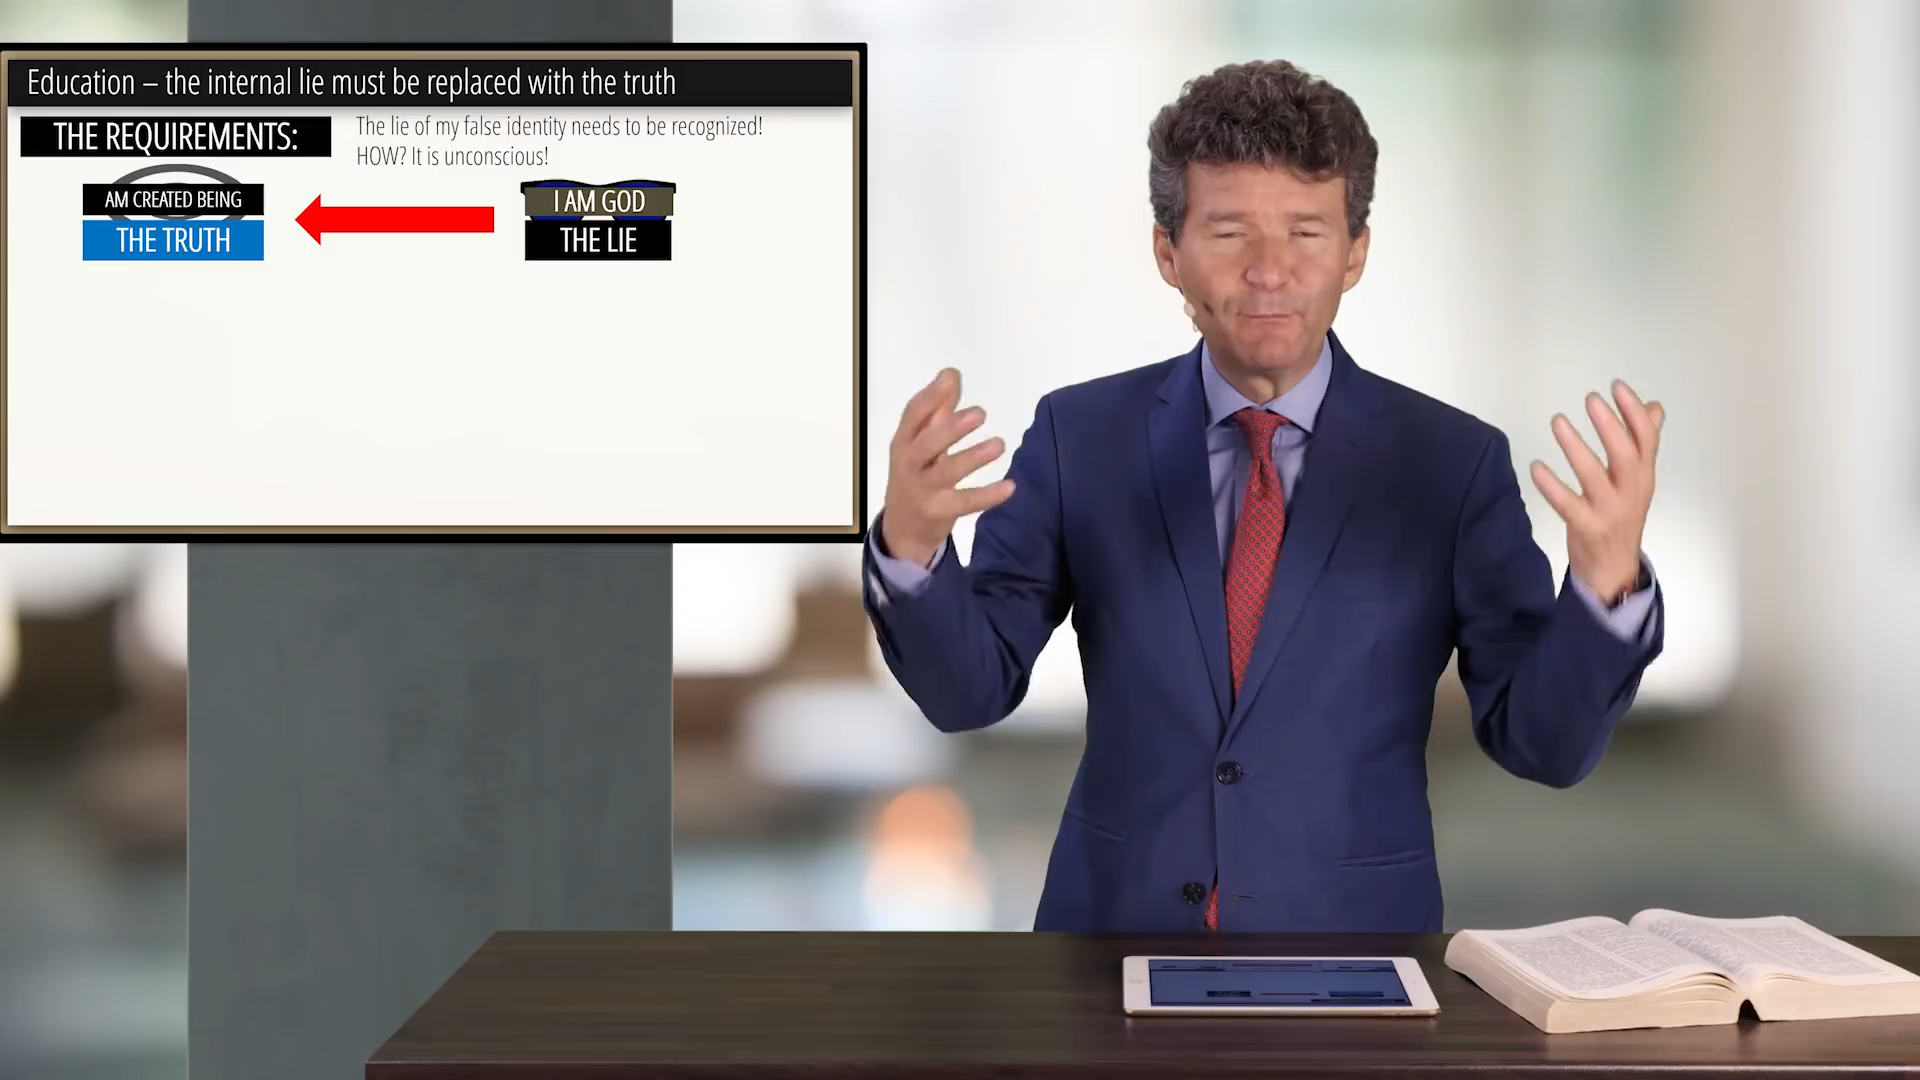 Education – the internal lie must be replaced with the truth
THE REQUIREMENTS:
The lie of my false identity needs to be recognized!
HOW? It is unconscious!
AM CREATED BEING
THE TRUTH
I AM GOD
THE LIE